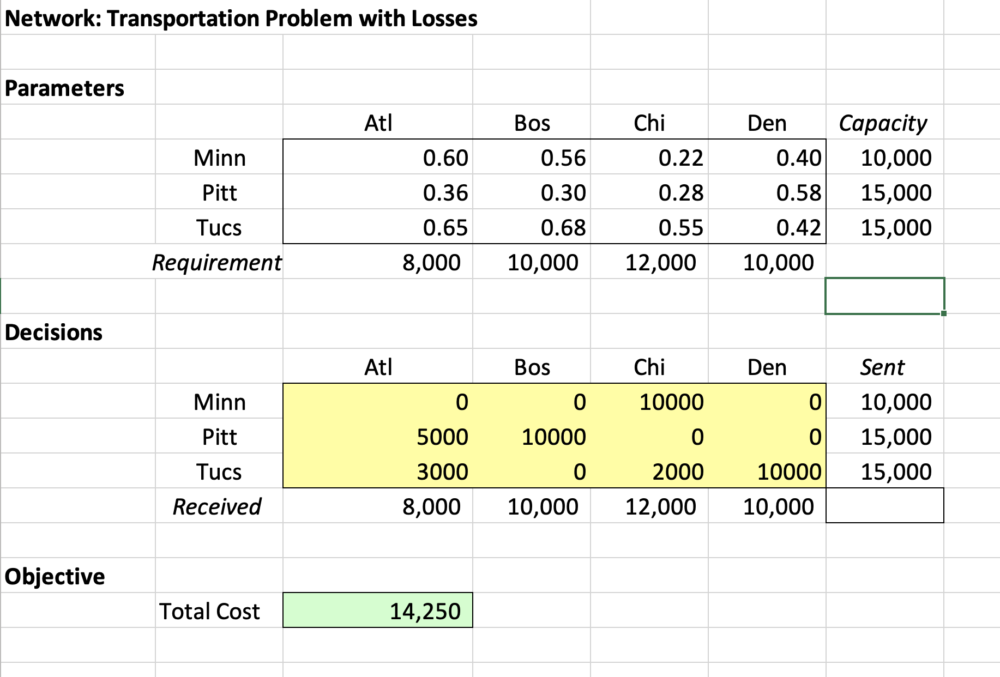 Network: Transportation Problem with Losses
Parameters
Atl Bos Chi Den Capacity
Minn 0.60 0.56 0.22 0.40 10,000
Pitt 0.36 0.30 0.28 0.58 15,000
Tucs 0.65 0.68 0.55 0.42 15,000
Requirement 8,000 10,000 12,000 10,000
Decisions
Atl Bos Chi Den Sent
Minn 0 0 10000 0 10,000
Pitt 5000 10000 0 0 15,000
Tucs 3000 0 2000 10000 15,000
Received 8,000 10,000 12,000 10,000
Objective
Total Cost 14,250